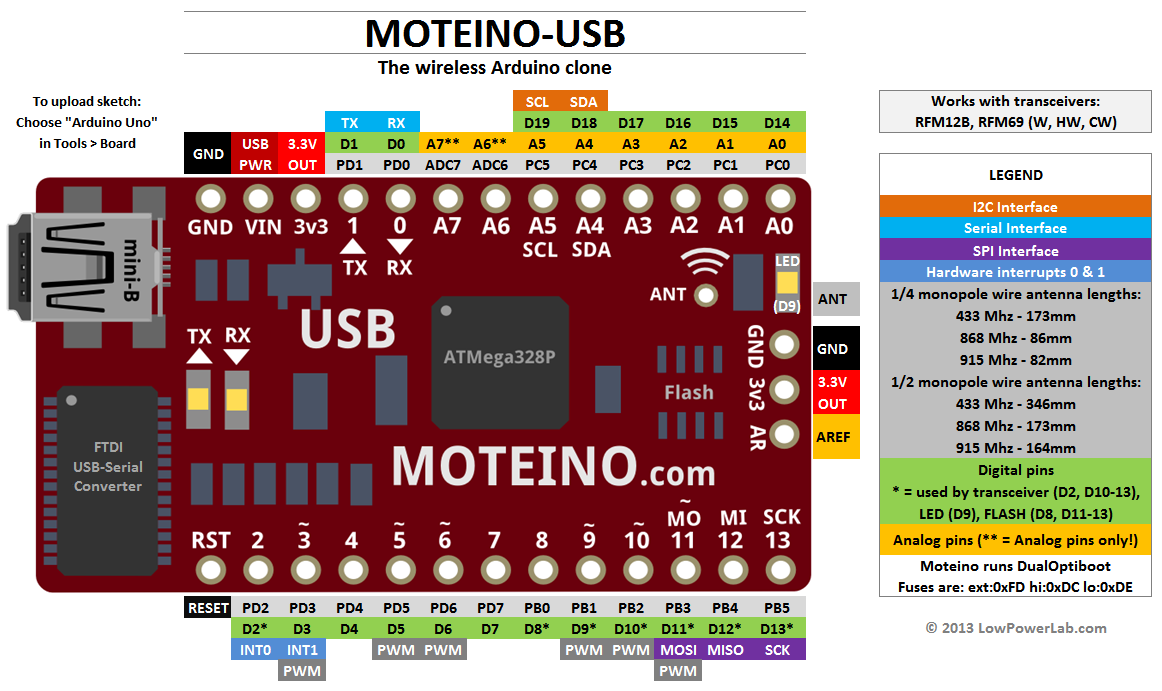 MOTEINO-USB
The wireless Arduino clone
To upload sketch:
Choose "Arduino Uno"
in Tools > Board
SCL SDA
TX RX D19 D18 D17 D16 D15 D14
GND USB 3.3V D1 D0 A7** A6** A5 A4 A3 A2 A1 A0
PWR OUT PD1 PD0 ADC7 ADC6 PC5 PC4 PC3 PC2 PC1 PC0
GND VIN 3v3 1 0 A7 A6 A5 A4 A3 A2 A1 A0
TX RX SCL SDA
mini-B
LED
ANT
(D9)
ANT
USB
TX RX
GND 3v3 AR
GND
3.3V
OUT
AREF
ATMega328P
Flash
FTDI
USB-Serial
Converter
MOTEINO.com
~ MO MI SCK
RST 2 ~3 4 ~5 ~6 7 8 ~9 ~10 11 12 13
RESET PD2 PD3 PD4 PD5 PD6 PD7 PB0 PB1 PB2 PB3 PB4 PB5
D2* D3 D4 D5 D6 D7 D8* D9* D10* D11* D12* D13*
INT0 INT1 PWM PWM PWM PWM MOSI MISO SCK
PWM PWM
Works with transceivers:
RFM12B, RFM69 (W, HW, CW)
LEGEND
I2C Interface
Serial Interface
SPI Interface
Hardware interrupts 0 & 1
1/4 monopole wire antenna lengths:
433 Mhz - 173mm
868 Mhz - 86mm
915 Mhz - 82mm
1/2 monopole wire antenna lengths:
433 Mhz - 346mm
868 Mhz - 173mm
915 Mhz - 164mm
Digital pins
* = used by transceiver (D2, D10-13),
LED (D9), FLASH (D8, D11-13)
Analog pins (** = Analog pins only!)
Moteino runs DualOptiboot
Fuses are: ext:0xFD hi:0xDC lo:0xDE
© 2013 LowPowerLab.com